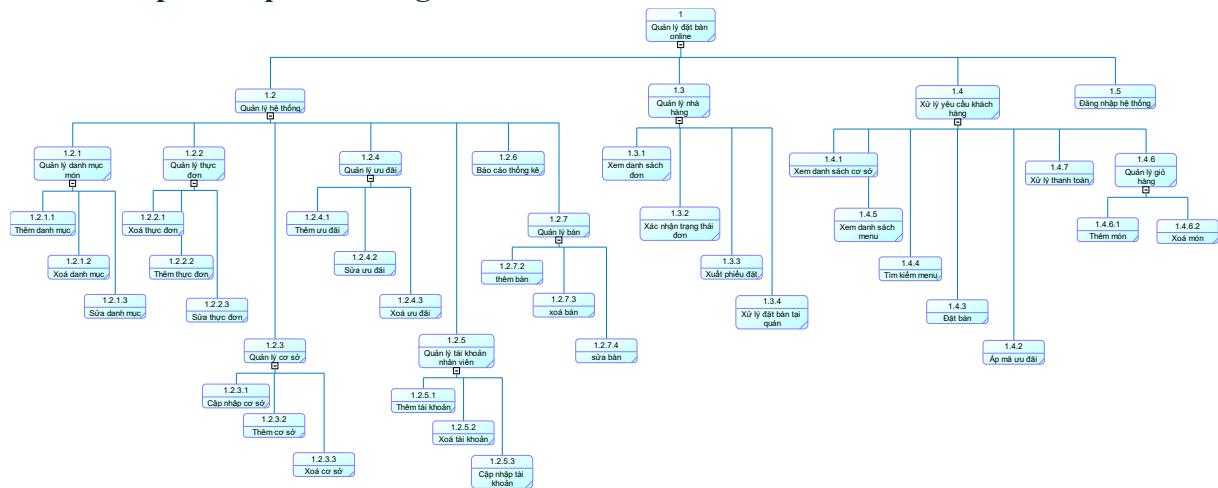 1
Quản lý đặt bàn
online
1.2
Quản lý hệ thống
1.3
Quản lý nhà
hàng
1.4
Xử lý yêu cầu khách
hàng
1.5
Đăng nhập hệ thống
1.2.1
Quản lý danh mục
món
1.2.2
Quản lý thực
đơn
1.2.4
Quản lý ưu đãi
1.2.6
Báo cáo thống kê
1.3.1
Xem danh sách
đơn
1.4.1
Xem danh sách cơ sở
1.4.7
Xử lý thanh toán
1.4.6
Quản lý giỏ
hàng
1.2.1.1
Thêm danh mục
1.2.2.1
Xoá thực đơn
1.2.4.1
Thêm ưu đãi
1.2.7
Quản lý bàn
1.3.2
Xác nhận trạng thái
đơn
1.4.5
Xem danh sách
menu
1.4.6.1
Thêm món
1.4.6.2
Xoá món
1.2.1.2
Xoá danh mục
1.2.2.2
Thêm thực đơn
1.2.4.2
Sửa ưu đãi
1.2.7.2
thêm bàn
1.3.3
Xuất phiếu đặt
1.4.4
Tìm kiếm menu
1.2.1.3
Sửa danh mục
1.2.2.3
Sửa thực đơn
1.2.4.3
Xoá ưu đãi
1.2.7.3
xoá bàn
1.3.4
Xử lý đặt bàn tại
quán
1.4.3
Đặt bàn
1.2.3
Quản lý cơ sở
1.2.5
Quản lý tài khoản
nhân viên
1.2.7.4
sửa bàn
1.4.2
Áp mã ưu đãi
1.2.3.1
Cập nhập cơ sở
1.2.5.1
Thêm tài khoản
1.2.3.2
Thêm cơ sở
1.2.5.2
Xoá tài khoản
1.2.3.3
Xoá cơ sở
1.2.5.3
Cập nhập tài
khoản